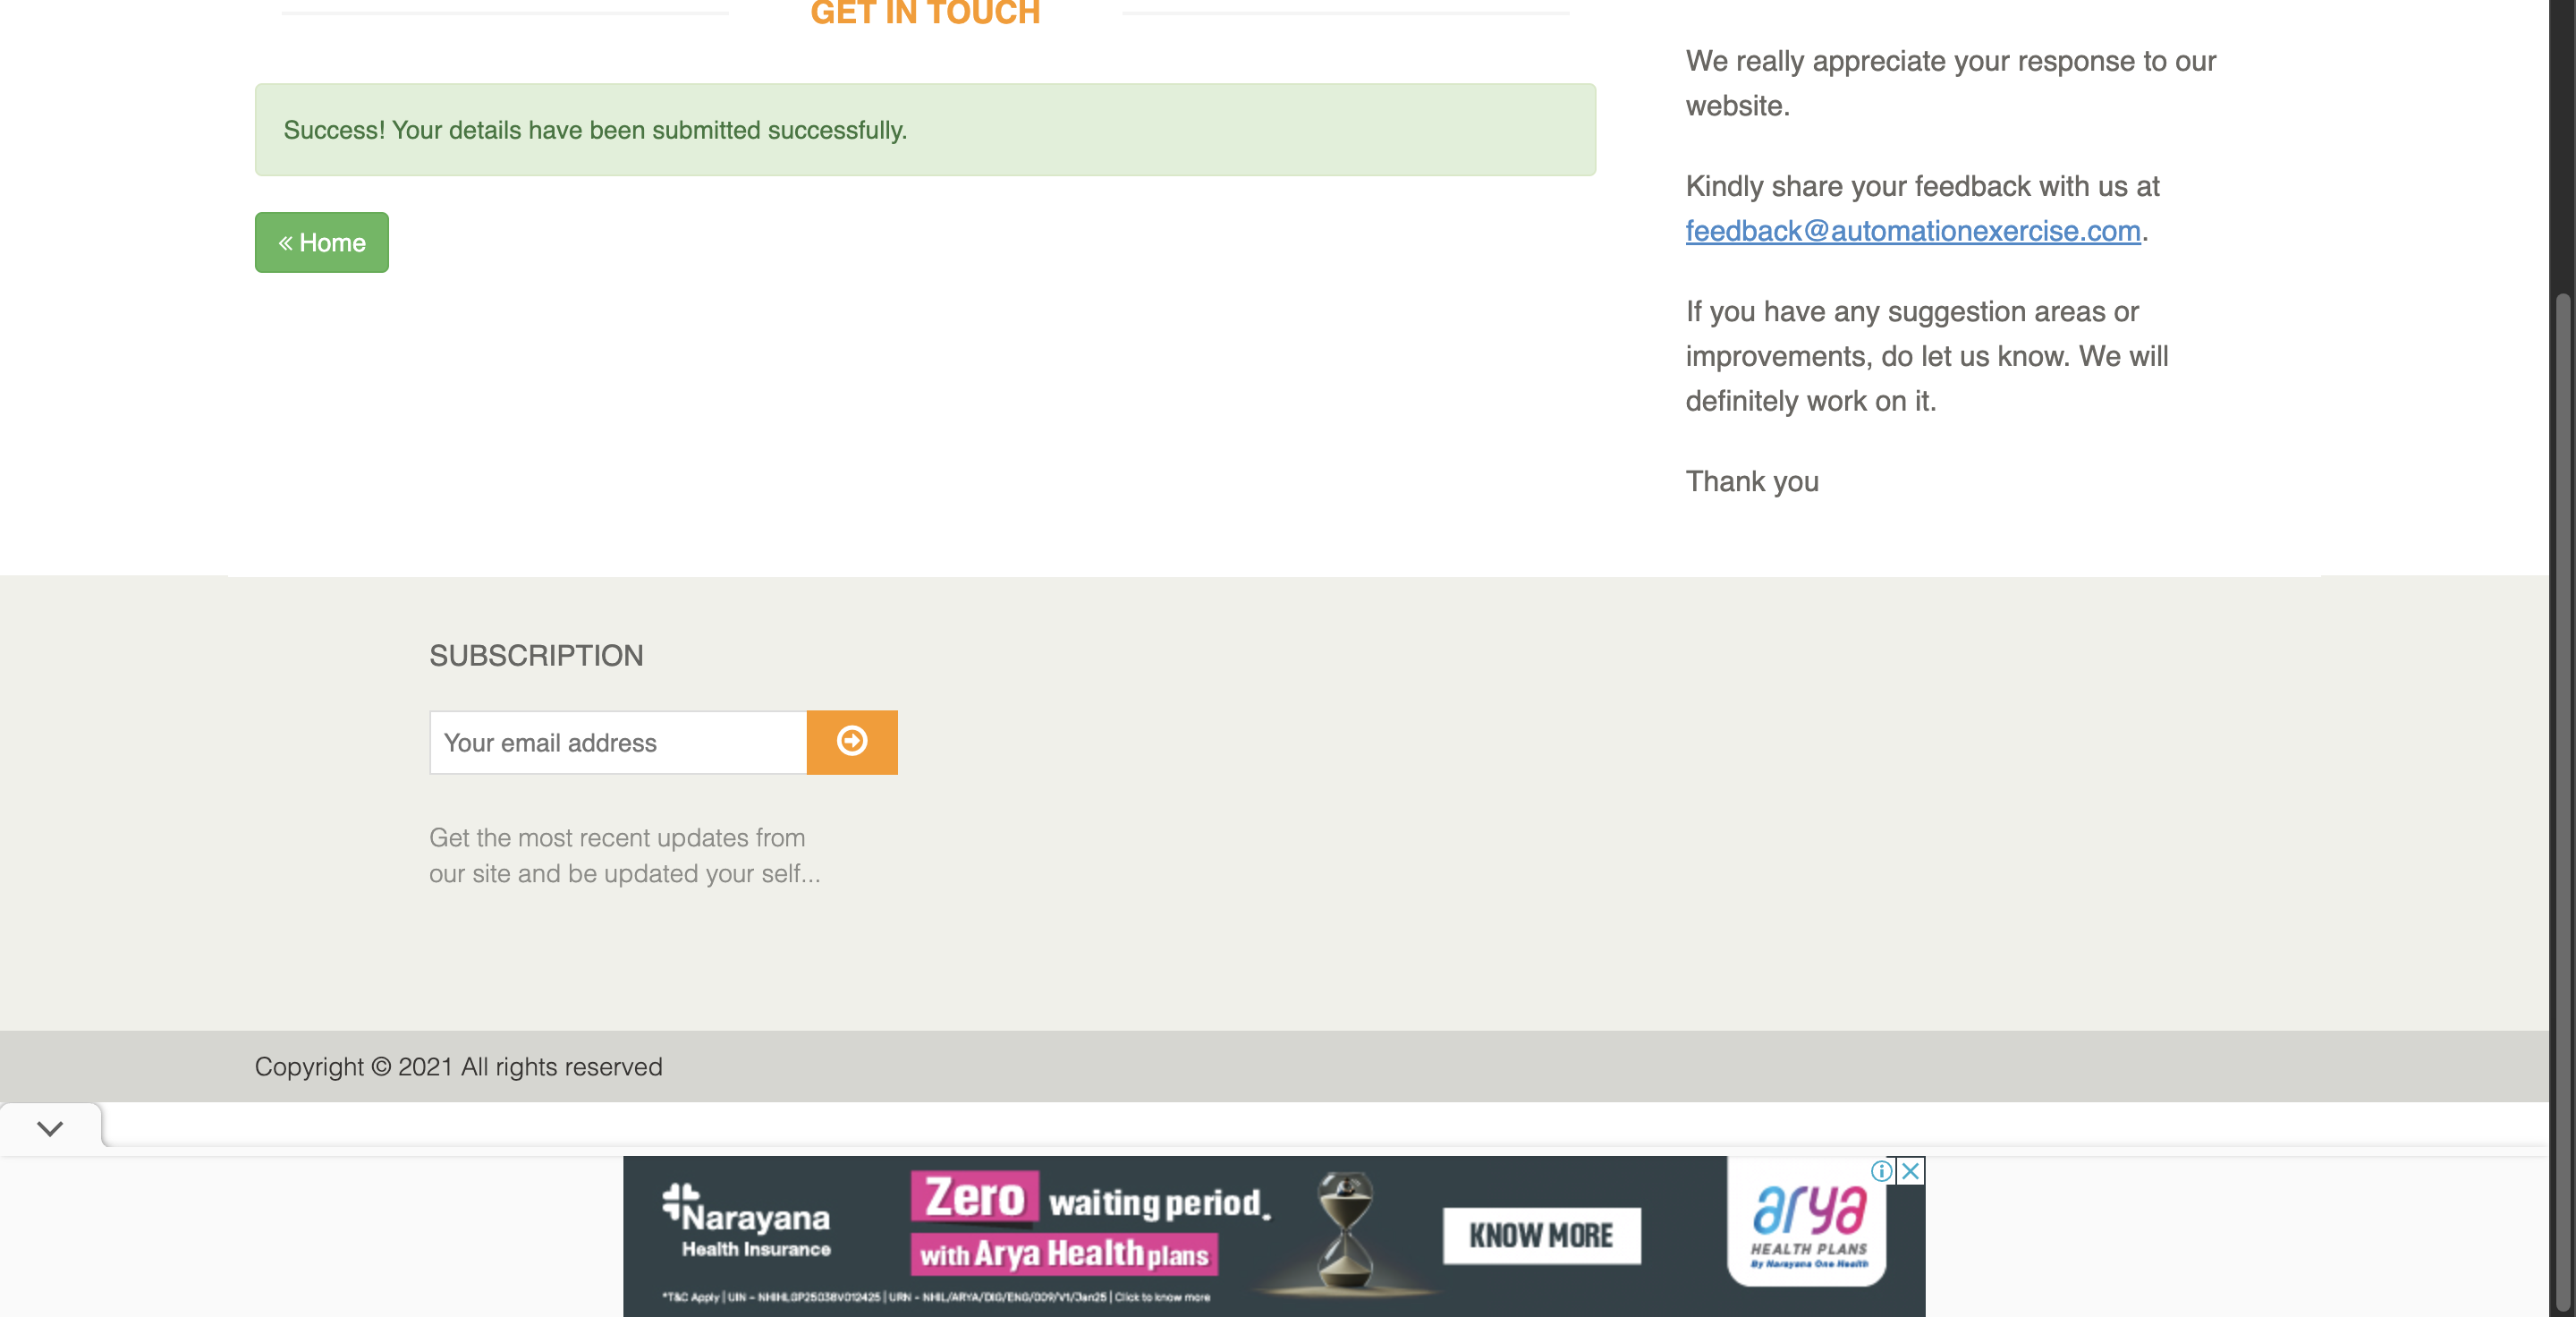 GET IN TOUCH
Success! Your details have been submitted successfully.
« Home
We really appreciate your response to our
website.
Kindly share your feedback with us at
feedback@automationexercise.com.
If you have any suggestion areas or
improvements, do let us know. We will
definitely work on it.
Thank you
SUBSCRIPTION
Your email address
Get the most recent updates from
our site and be updated your self...
Copyright © 2021 All rights reserved
Narayana
Health Insurance
Zero waiting period.
with Arya Health plans
KNOW MORE
arya
HEALTH PLANS
By Narayana One Health
*T&C Apply | UIN - NHIHLGP25038V012425 | URN - NHIL/ARYA/DIG/ENG/009/V1/Jan25 | Click to know more